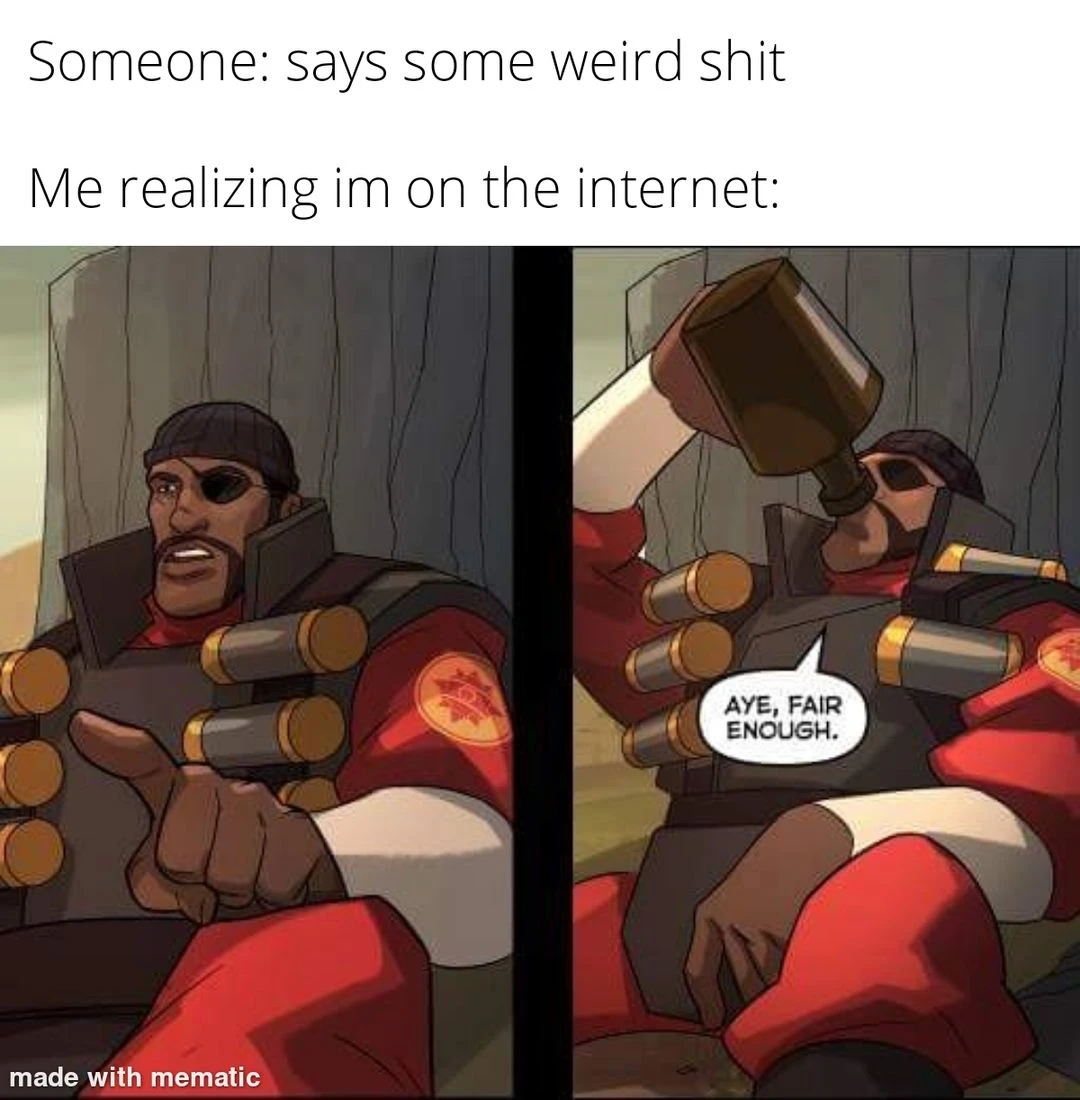 Someone: says some weird shit
Me realizing im on the internet:
AYE, FAIR
ENOUGH.
made with mematic